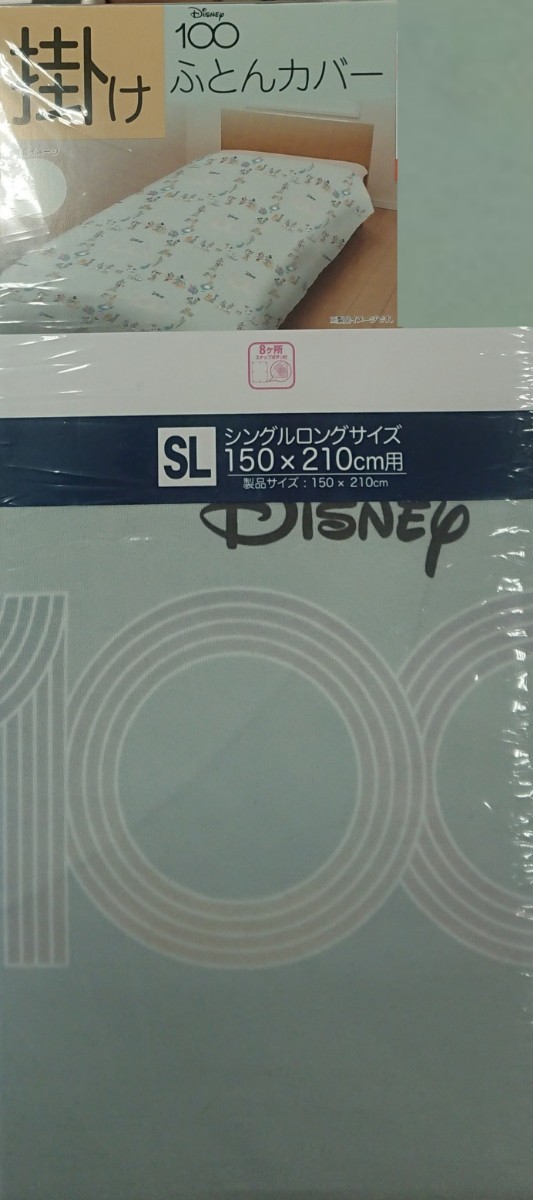 掛け
Disney
100
ふとんカバー
8ヶ所
SL
シングルロングサイズ
150×210cm用
製品サイズ：150×210cm
DISNEY
100